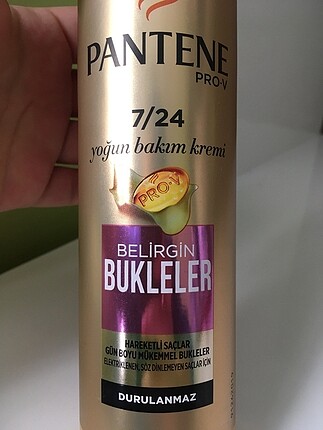 PANTENE
PRO-V
7/24
yoğun bakım kremi
PRO-V
BELİRGİN
BUKLELER
HAREKETLİ SAÇLAR
GÜN BOYU MÜKEMMEL BUKLELER
ELEKTRİKLENEN, SÖZ DİNLEMEYEN SAÇLAR İÇİN
DURULANMAZ